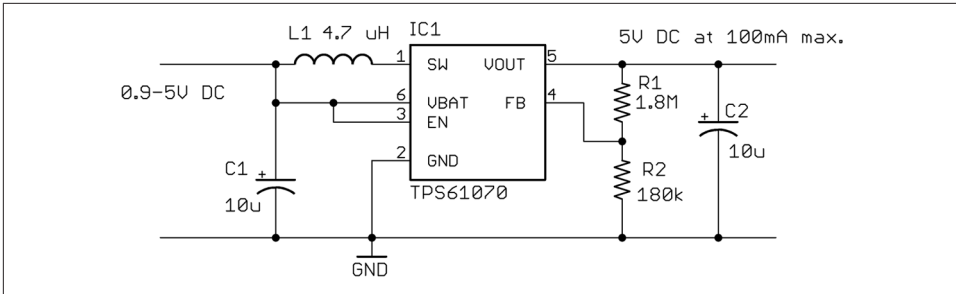 L1 4.7 uH
IC1
5V DC at 100mA max.
1
SW
VOUT
5
0.9-5V DC
6
VBAT
FB
4
R1
1.8M
3
EN
C2
10u
2
GND
C1
10u
R2
180k
TPS61070
GND
+
+